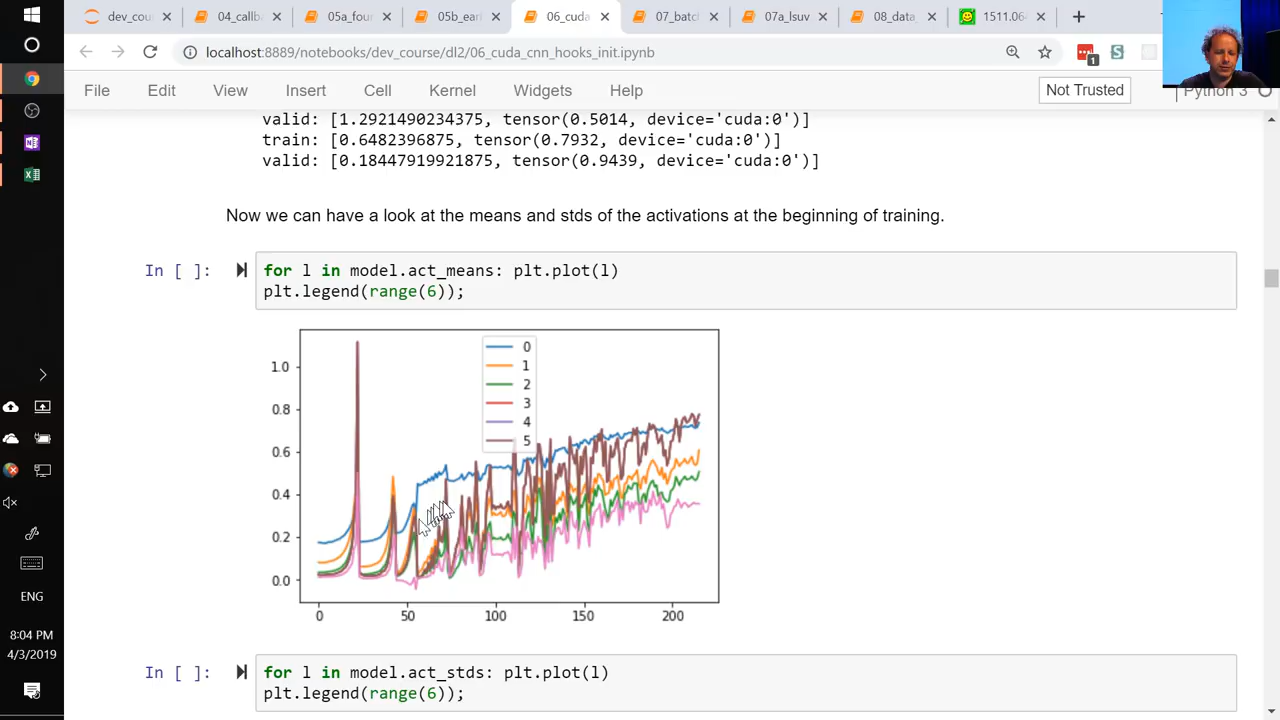 dev_cou
04_callb
05a_four
05b_earl
06_cuda
07_batch
07a_lsuv
08_data_
1511.06
localhost:8889/notebooks/dev_course/dl2/06_cuda_cnn_hooks_init.ipynb
1
File Edit View Insert Cell Kernel Widgets Help
Not Trusted
Python 3
valid: [1.2921490234375, tensor(0.5014, device='cuda:0')]
train: [0.6482396875, tensor(0.7932, device='cuda:0')]
valid: [0.18447919921875, tensor(0.9439, device='cuda:0')]
Now we can have a look at the means and stds of the activations at the beginning of training.
In [ ]:
for l in model.act_means: plt.plot(l)
plt.legend(range(6));
0
1
2
3
4
5
1.0
0.8
0.6
0.4
0.2
0.0
0 50 100 150 200
In [ ]:
for l in model.act_stds: plt.plot(l)
plt.legend(range(6));
ENG
8:04 PM
4/3/2019